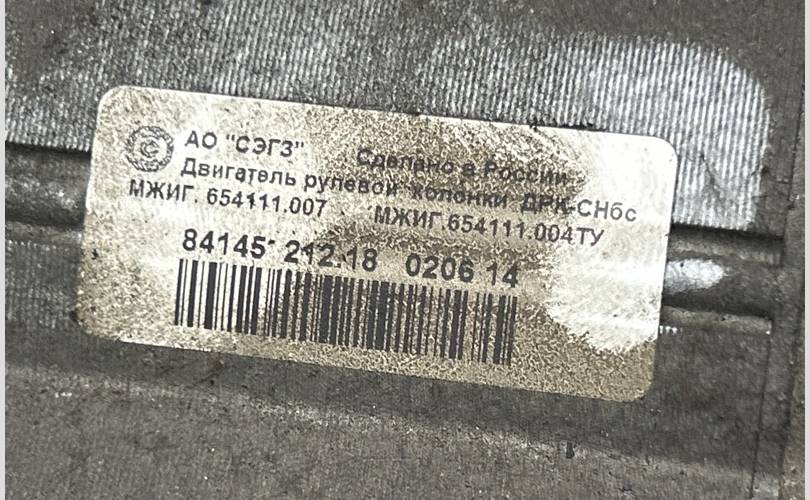 АО "СЭГЗ" Сделано в России
Двигатель рулевой колонки ДРК-СН6с
МЖИГ. 654111.007 МЖИГ.654111.004ТУ
84145 212.18 0206 14